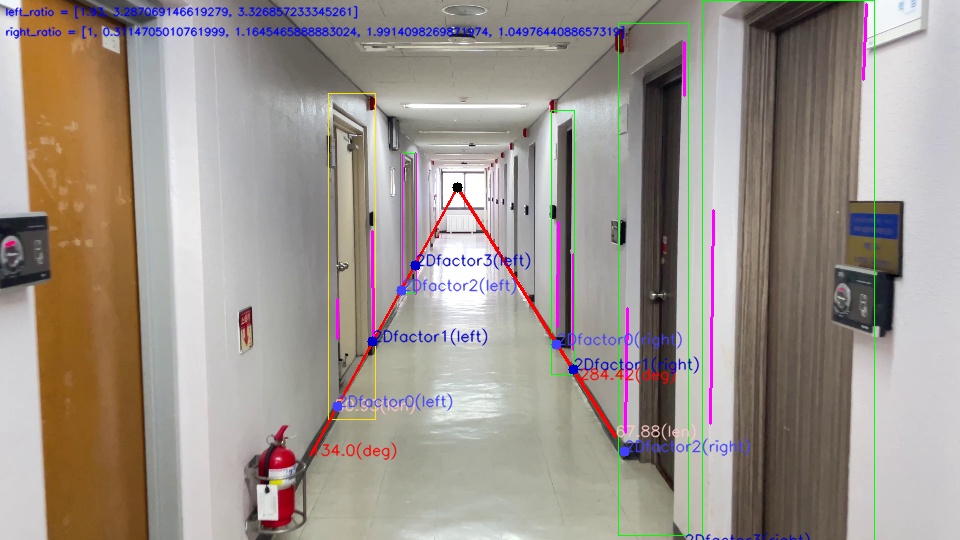 left_ratio = [1.93, 3.287069146619279, 3.326857233345261]
right_ratio = [1, 0.3114705010761999, 1.1645465888883024, 1.9914098269871974, 1.0497644088657319]
2Dfactor3(left)
2Dfactor2(left)
2Dfactor1(left)
2Dfactor0(right)
2Dfactor1(right)
284.42(deg)
2Dfactor0(left)
67.88(len)
2Dfactor2(right)
34.0(deg)
2Dfactor3(right)